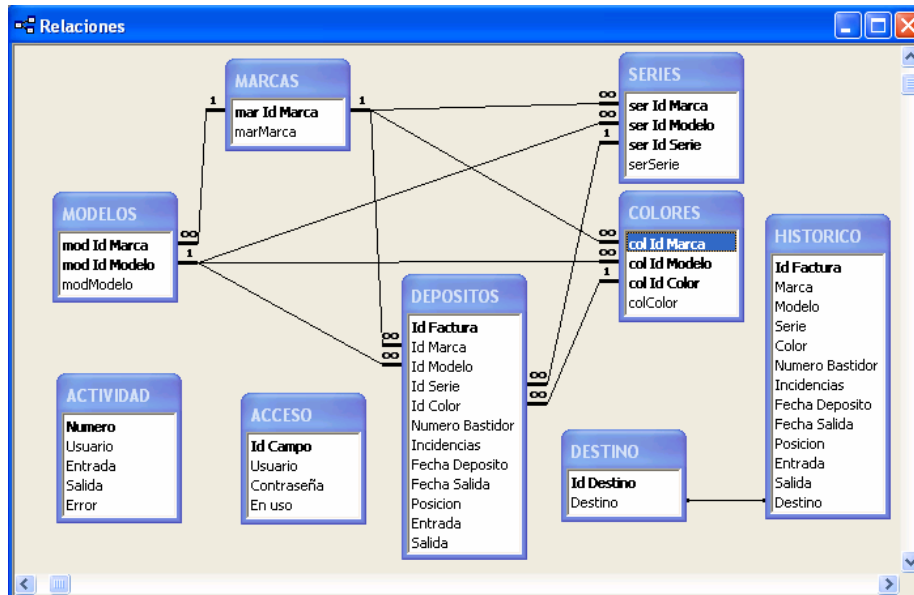 Relaciones
MARCAS
mar Id Marca
marMarca
1
1
SERIES
ser Id Marca
ser Id Modelo
ser Id Serie
serSerie
∞
∞
1
MODELOS
mod Id Marca
mod Id Modelo
modModelo
∞
1
COLORES
col Id Marca
col Id Modelo
col Id Color
colColor
∞
∞
1
HISTORICO
Id Factura
Marca
Modelo
Serie
Color
Numero Bastidor
Incidencias
Fecha Deposito
Fecha Salida
Posicion
Entrada
Salida
Destino
DEPOSITOS
Id Factura
Id Marca
Id Modelo
Id Serie
Id Color
Numero Bastidor
Incidencias
Fecha Deposito
Fecha Salida
Posicion
Entrada
Salida
∞
∞
∞
∞
ACTIVIDAD
Numero
Usuario
Entrada
Salida
Error
ACCESO
Id Campo
Usuario
Contraseña
En uso
DESTINO
Id Destino
Destino